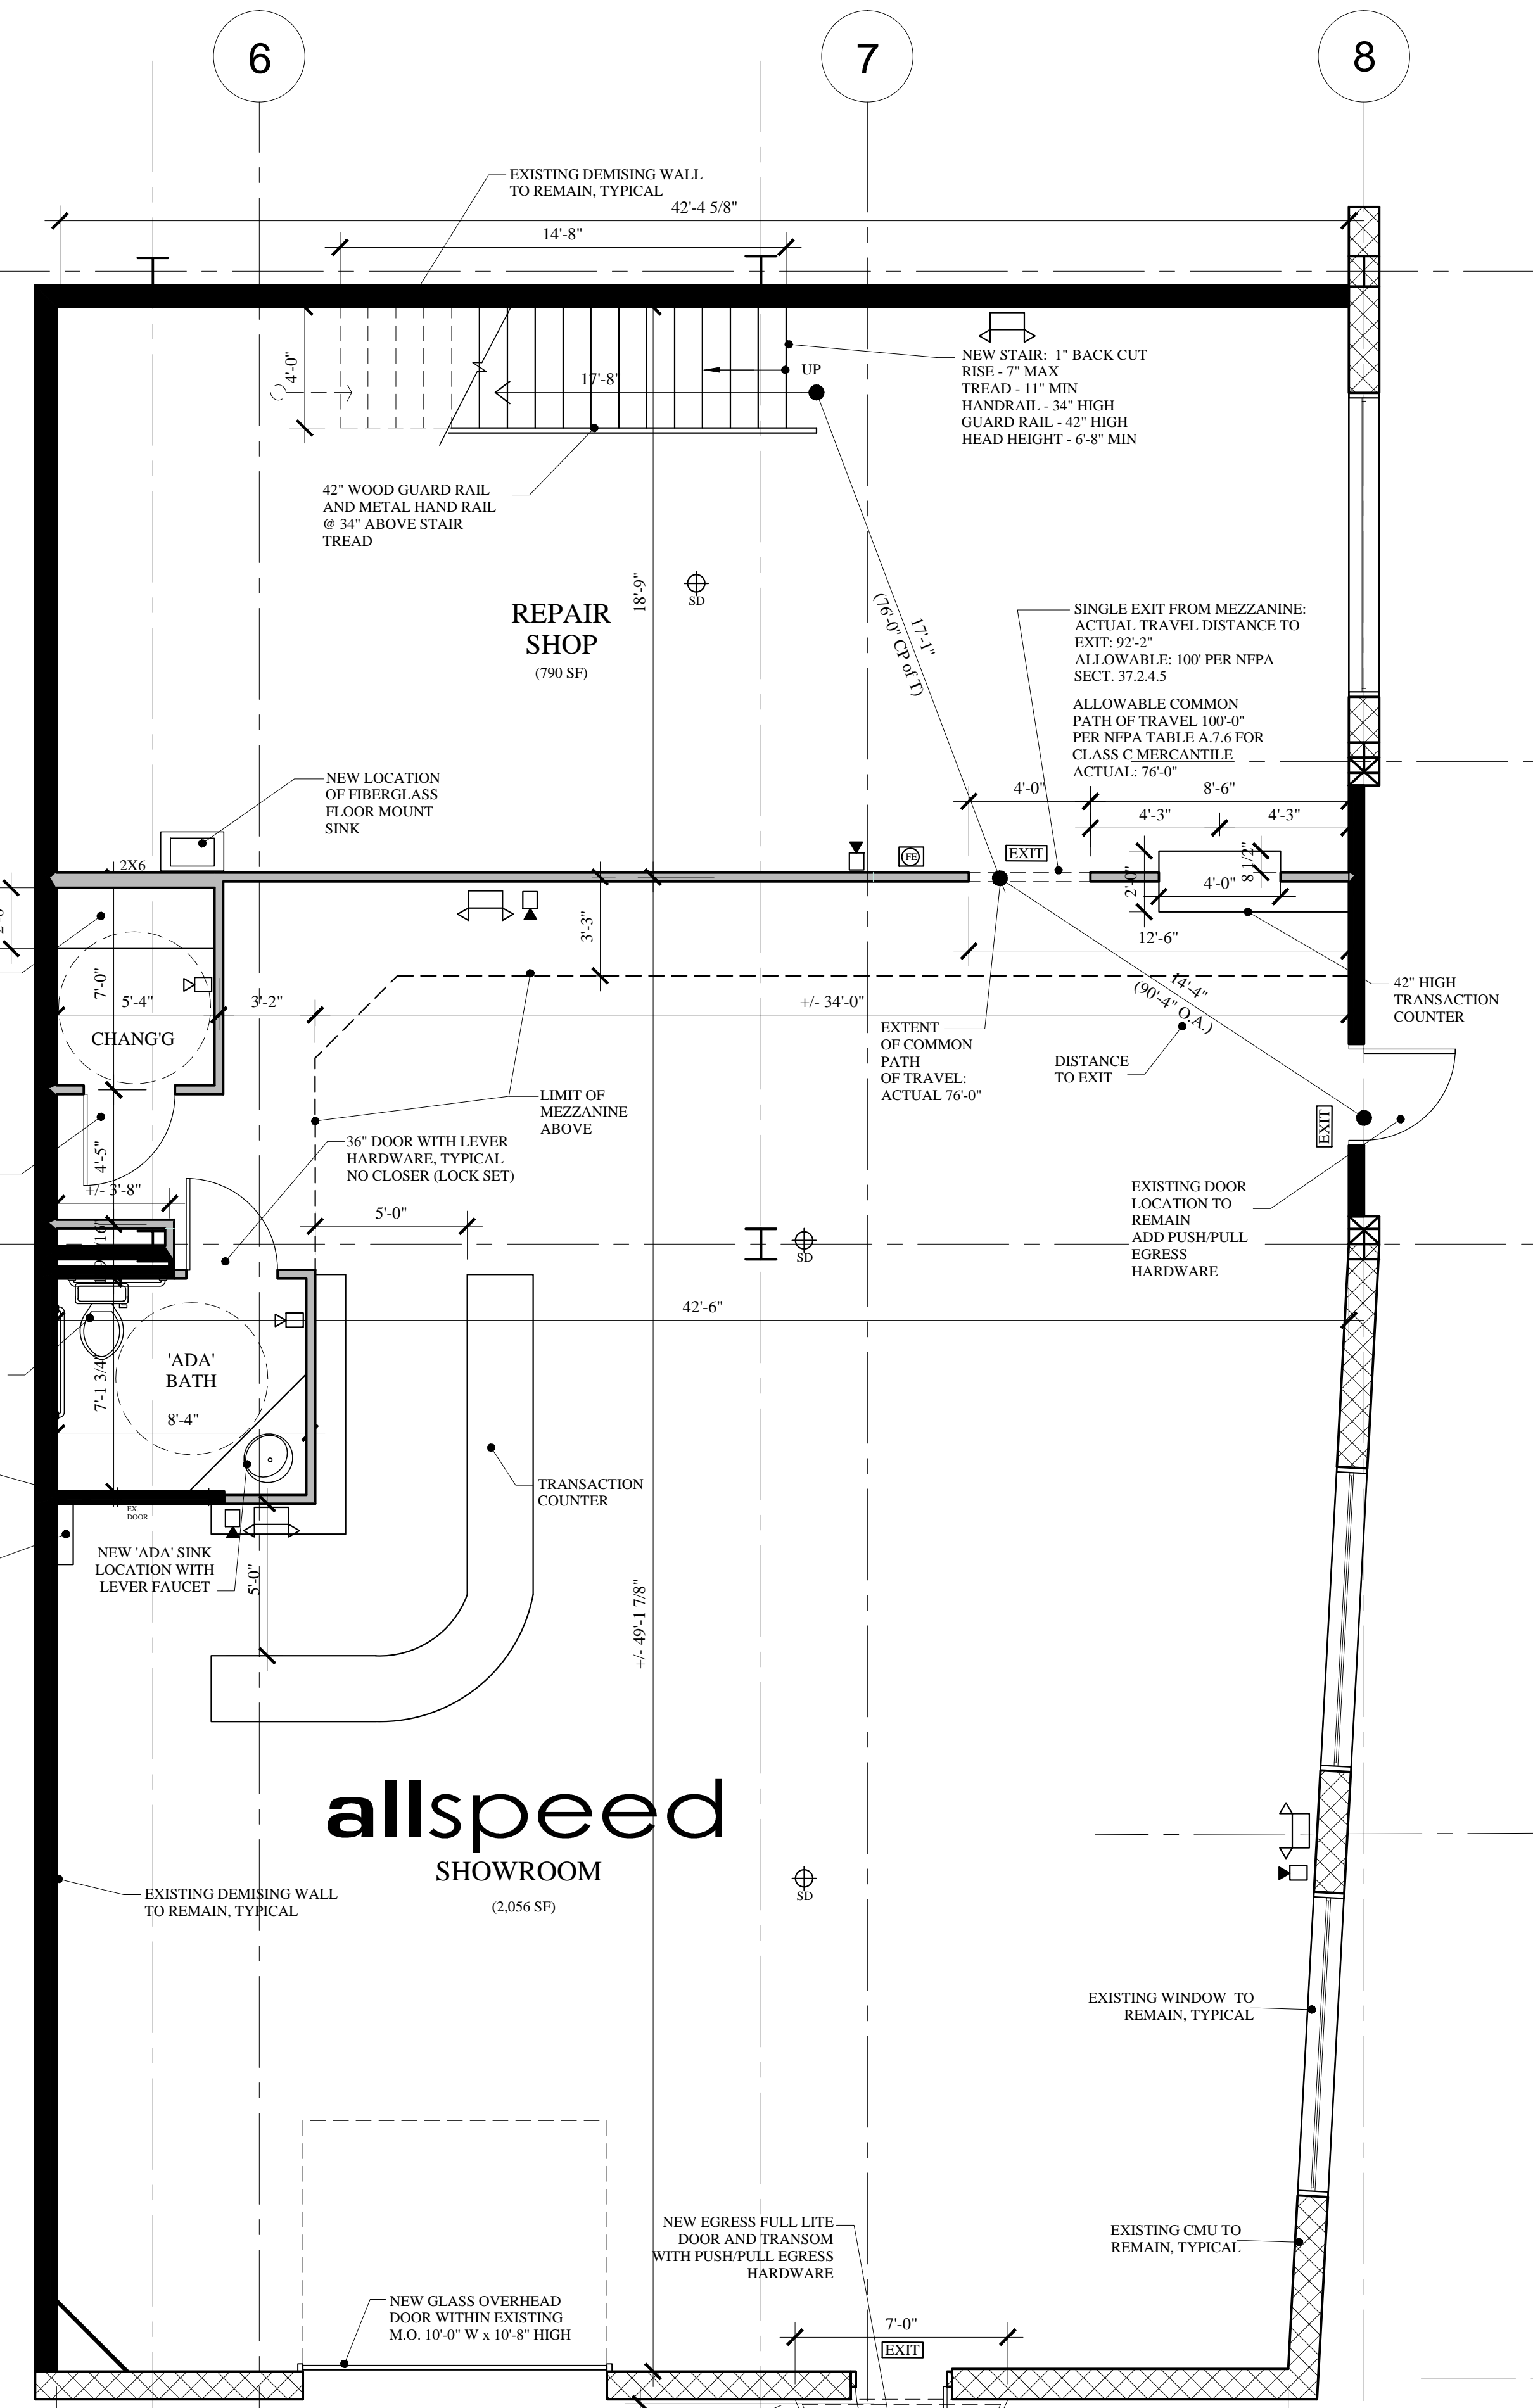 6
7
8
EXISTING DEMISING WALL
TO REMAIN, TYPICAL
42'-4 5/8"
14'-8"
4'-0"
17'-8"
UP
NEW STAIR: 1" BACK CUT
RISE - 7" MAX
TREAD - 11" MIN
HANDRAIL - 34" HIGH
GUARD RAIL - 42" HIGH
HEAD HEIGHT - 6'-8" MIN
42" WOOD GUARD RAIL
AND METAL HAND RAIL
@ 34" ABOVE STAIR
TREAD
18'-9"
SD
REPAIR
SHOP
(790 SF)
17'-1"
(76'-0" CP of T)
SINGLE EXIT FROM MEZZANINE:
ACTUAL TRAVEL DISTANCE TO
EXIT: 92'-2"
ALLOWABLE: 100' PER NFPA
SECT. 37.2.4.5
ALLOWABLE COMMON
PATH OF TRAVEL 100'-0"
PER NFPA TABLE A.7.6 FOR
CLASS C MERCANTILE
ACTUAL: 76'-0"
NEW LOCATION
OF FIBERGLASS
FLOOR MOUNT
SINK
4'-0"
8'-6"
4'-3"
4'-3"
2X6
FE
EXIT
2'-0"
8 1/2"
4'-0"
3'-3"
12'-6"
7'-0"
5'-4"
3'-2"
+/- 34'-0"
14'-4"
(90'-4" O.A.)
42" HIGH
TRANSACTION
COUNTER
CHANG'G
EXTENT
OF COMMON
PATH
OF TRAVEL:
ACTUAL 76'-0"
DISTANCE
TO EXIT
LIMIT OF
MEZZANINE
ABOVE
EXIT
36" DOOR WITH LEVER
HARDWARE, TYPICAL
NO CLOSER (LOCK SET)
4'-5"
+/- 3'-8"
5'-0"
EXISTING DOOR
LOCATION TO
REMAIN
ADD PUSH/PULL
EGRESS
HARDWARE
SD
42'-6"
'ADA'
BATH
7'-1 3/4"
8'-4"
TRANSACTION
COUNTER
EX.
DOOR
NEW 'ADA' SINK
LOCATION WITH
LEVER FAUCET
5'-0"
+/- 49'-1 7/8"
allspeed
SHOWROOM
(2,056 SF)
SD
EXISTING DEMISING WALL
TO REMAIN, TYPICAL
EXISTING WINDOW TO
REMAIN, TYPICAL
NEW EGRESS FULL LITE
DOOR AND TRANSOM
WITH PUSH/PULL EGRESS
HARDWARE
EXISTING CMU TO
REMAIN, TYPICAL
NEW GLASS OVERHEAD
DOOR WITHIN EXISTING
M.O. 10'-0" W x 10'-8" HIGH
7'-0"
EXIT